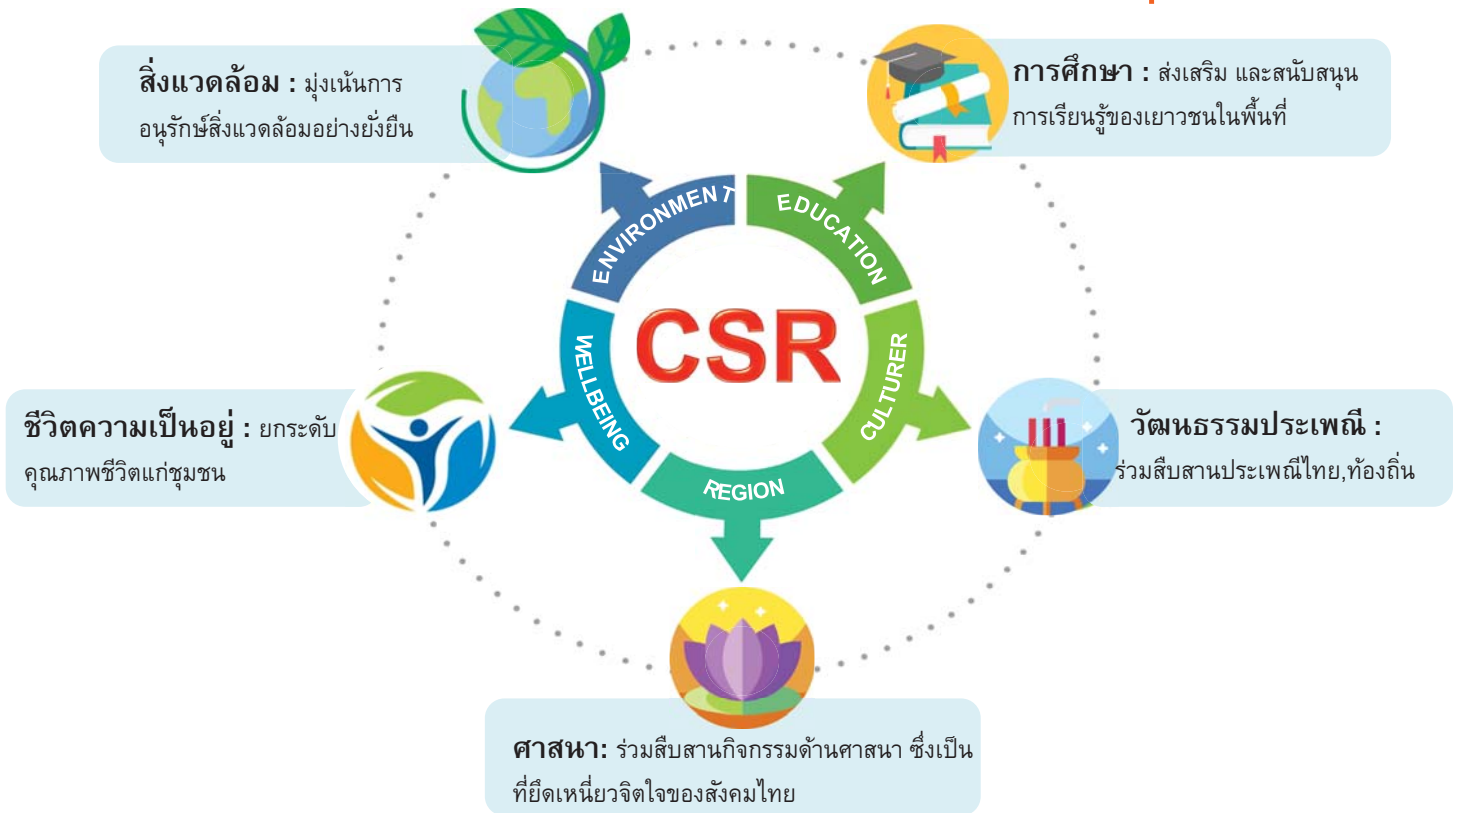 สิ่งแวดล้อม : มุ่งเน้นการ
อนุรักษ์สิ่งแวดล้อมอย่างยั่งยืน
การศึกษา : ส่งเสริม และสนับสนุน
การเรียนรู้ของเยาวชนในพื้นที่
ENVIRONMENT
EDUCATION
CSR
WELLBEING
CULTURER
REGION
ชีวิตความเป็นอยู่ : ยกระดับ
คุณภาพชีวิตแก่ชุมชน
วัฒนธรรมประเพณี :
ร่วมสืบสานประเพณีไทย,ท้องถิ่น
ศาสนา: ร่วมสืบสานกิจกรรมด้านศาสนา ซึ่งเป็น
ที่ยึดเหนี่ยวจิตใจของสังคมไทย